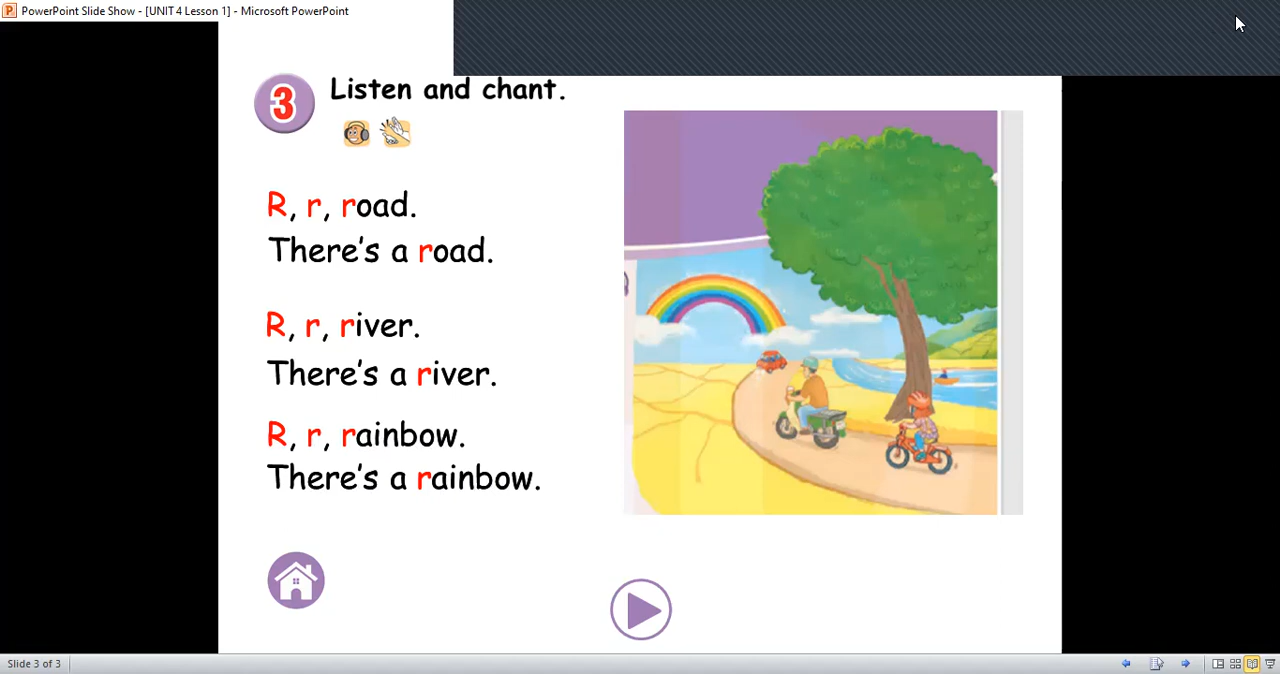 PowerPoint Slide Show - [UNIT 4 Lesson 1] - Microsoft PowerPoint
3
Listen and chant.
R, r, road.
There's a road.
R, r, river.
There's a river.
R, r, rainbow.
There's a rainbow.
Slide 3 of 3